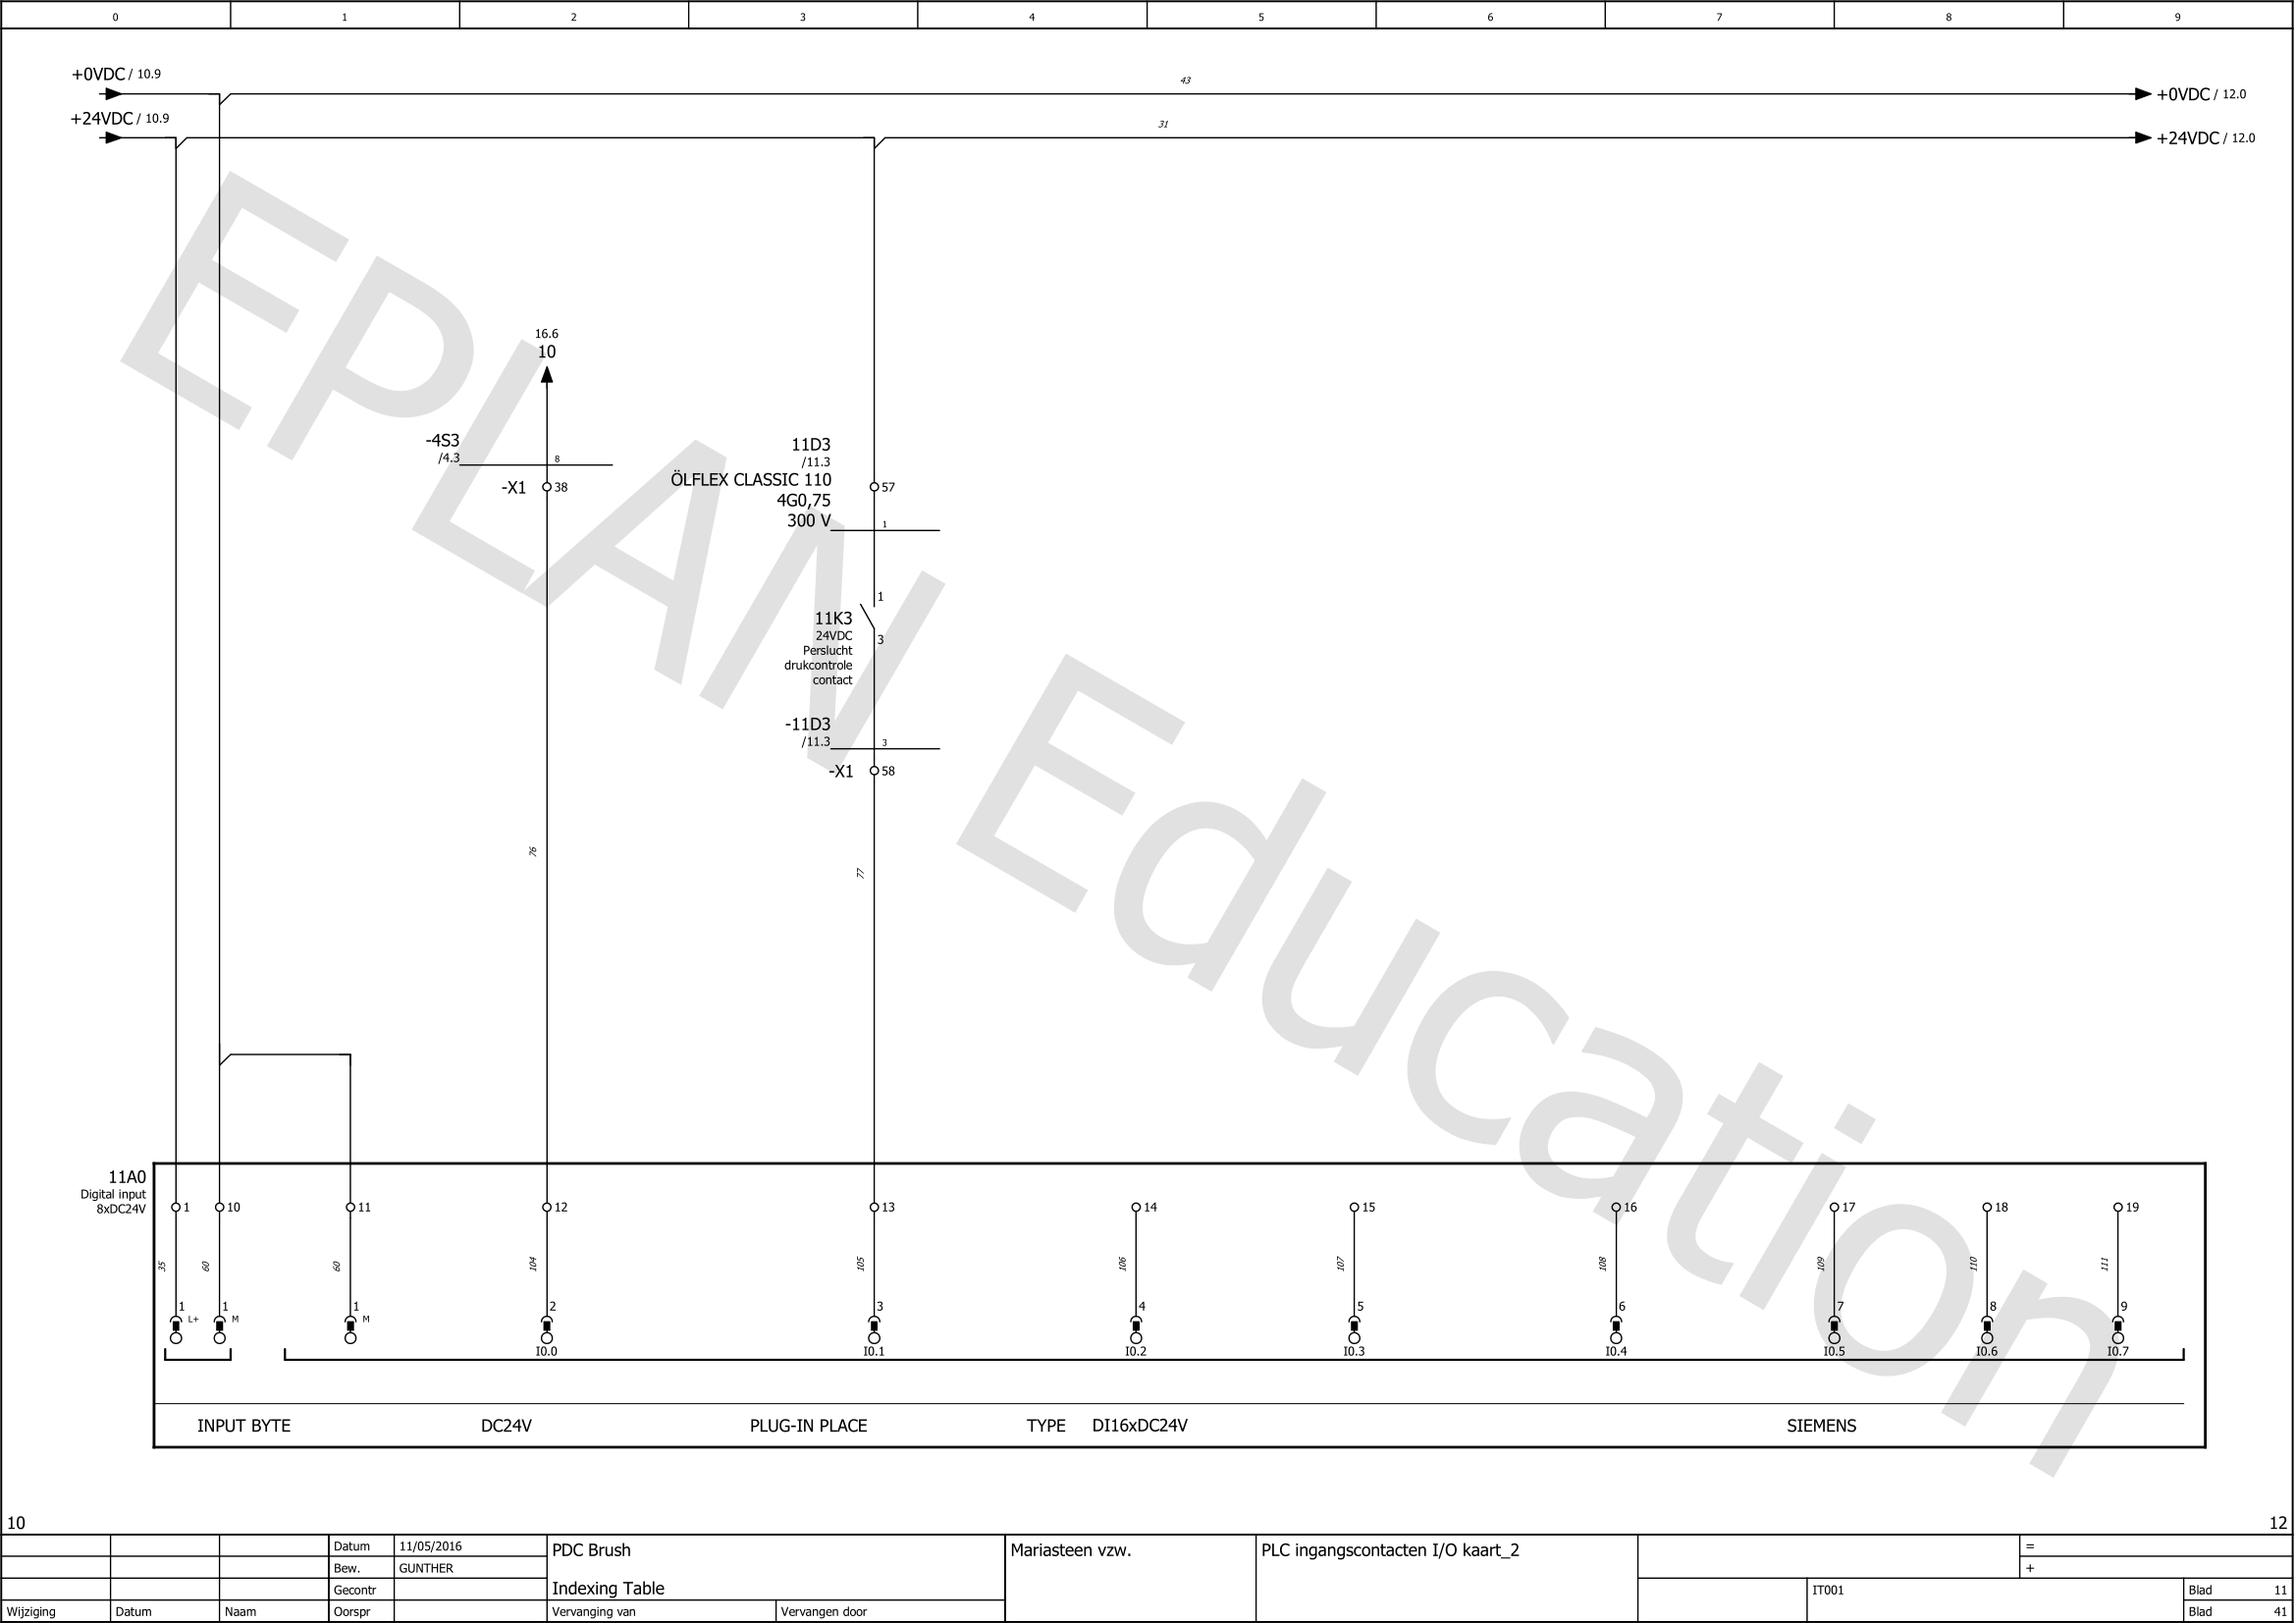 0 1 2 3 4 5 6 7 8 9
+0VDC / 10.9
43
+0VDC / 12.0
+24VDC / 10.9
31
+24VDC / 12.0
EPLAN Education
16.6
10
-4S3
/4.3
8
-X1
38
11D3
/11.3
ÖLFLEX CLASSIC 110
4G0,75
300 V
57
1
1
11K3
24VDC
Perslucht
drukcontrole
contact
3
-11D3
/11.3
3
-X1
58
76
77
11A0
Digital input
8xDC24V
1 10 11 12 13 14 15 16 17 18 19
35 60 60 104 105 106 107 108 109 110 111
1 1 1 2 3 4 5 6 7 8 9
L+ M M
I0.0 I0.1 I0.2 I0.3 I0.4 I0.5 I0.6 I0.7
INPUT BYTE DC24V PLUG-IN PLACE TYPE DI16xDC24V SIEMENS
10
12
Datum 11/05/2016
Bew. GUNTHER
Gecontr
Wijziging Datum Naam Oorspr
PDC Brush
Indexing Table
Vervanging van Vervangen door
Mariasteen vzw.
PLC ingangscontacten I/O kaart_2
=
+
IT001
Blad 11
Blad 41